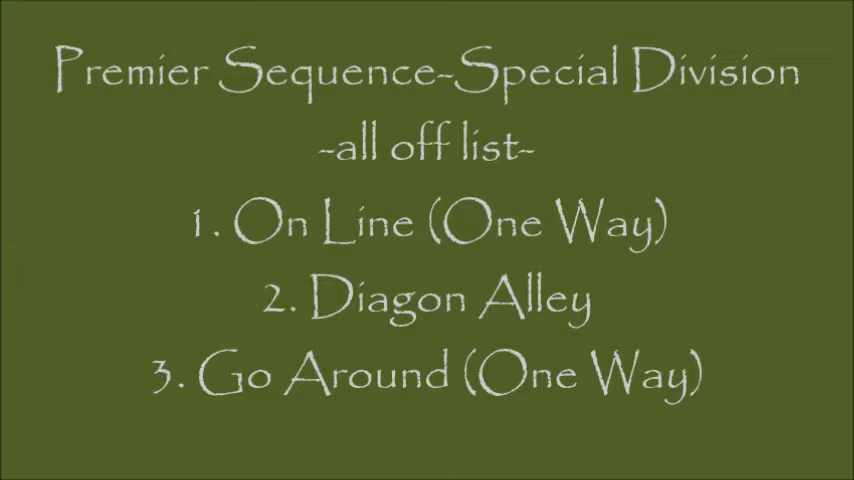 Premier Sequence-Special Division
-all off list-
1. On Line (One Way)
2. Diagon Alley
3. Go Around (One Way)